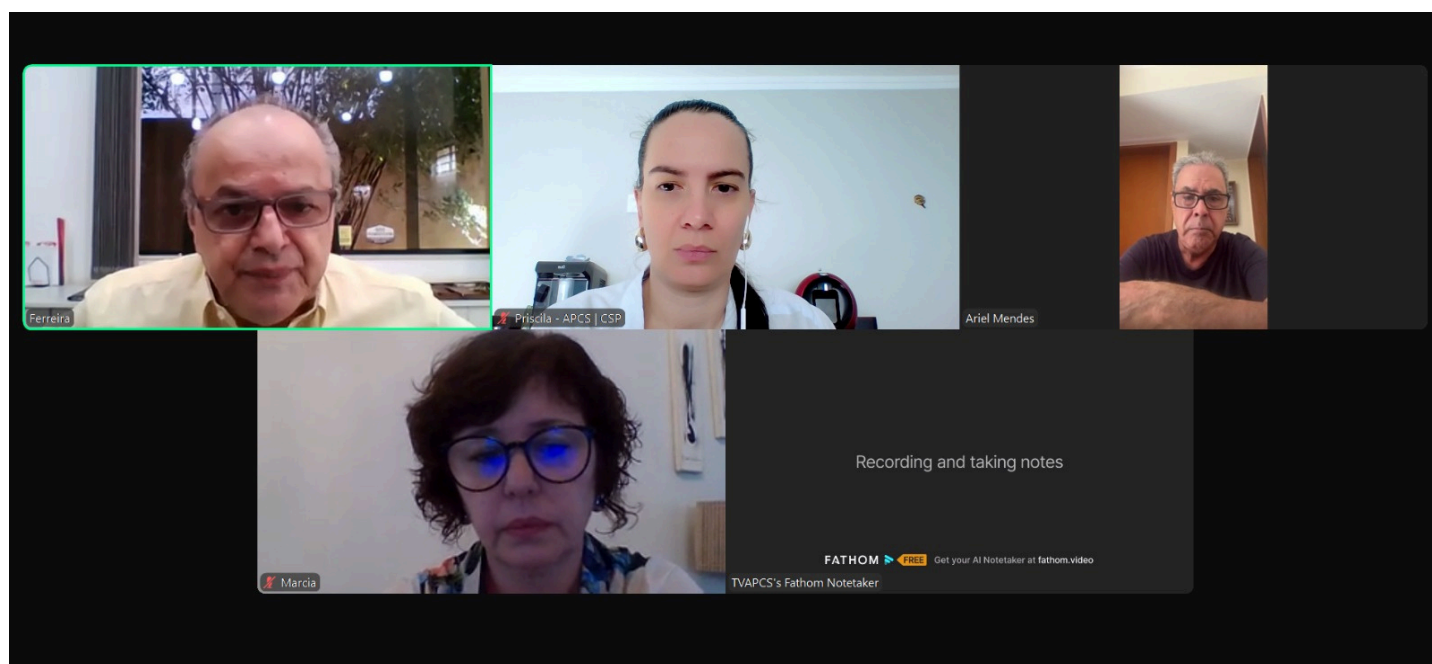 Ferreira
Priscila - APCS | CSP
Ariel Mendes
Marcia
Recording and taking notes
FATHOM FREE Get your AI Notetaker at fathom.video
TVAPCS's Fathom Notetaker